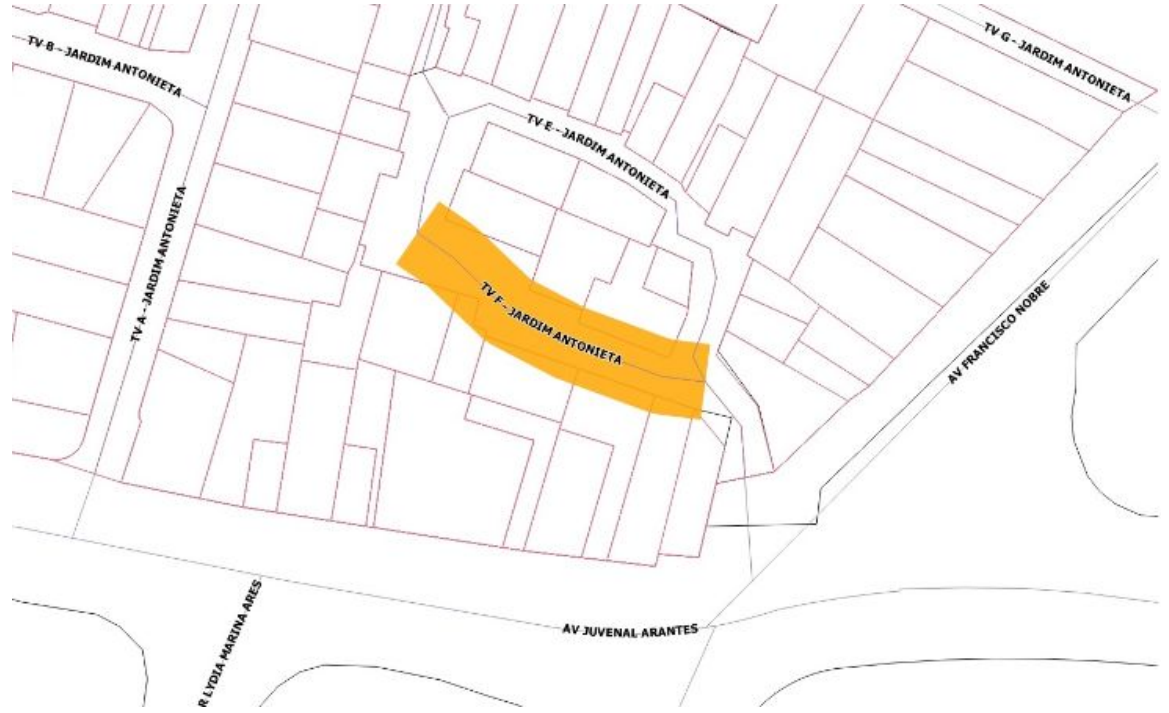 TV B - JARDIM ANTONIETA
TV G - JARDIM ANTONIETA
TV E - JARDIM ANTONIETA
TV A - JARDIM ANTONIETA
TV F - JARDIM ANTONIETA
AV FRANCISCO NOBRE
R LYDIA MARINA ARES
AV JUVENAL ARANTES